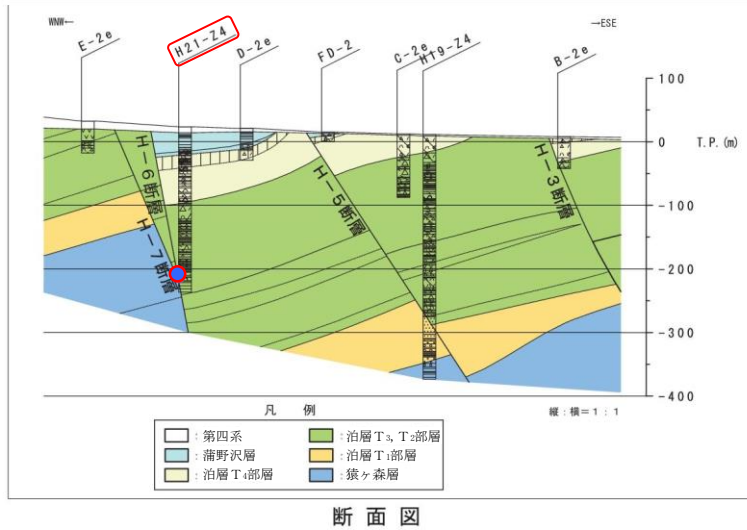 WNW←
→ESE
E-2e
H21-Z4
D-2e
FD-2
C-2e
H19-Z4
B-2e
100
0
T.P.(m)
-100
-200
-300
-400
H-6断層
H-7断層
H-5断層
H-3断層
凡 例
縦:横=1:1
:第四系
:泊層T3, T2部層
:蒲野沢層
:泊層T1部層
:泊層T4部層
:猿ヶ森層
断面図